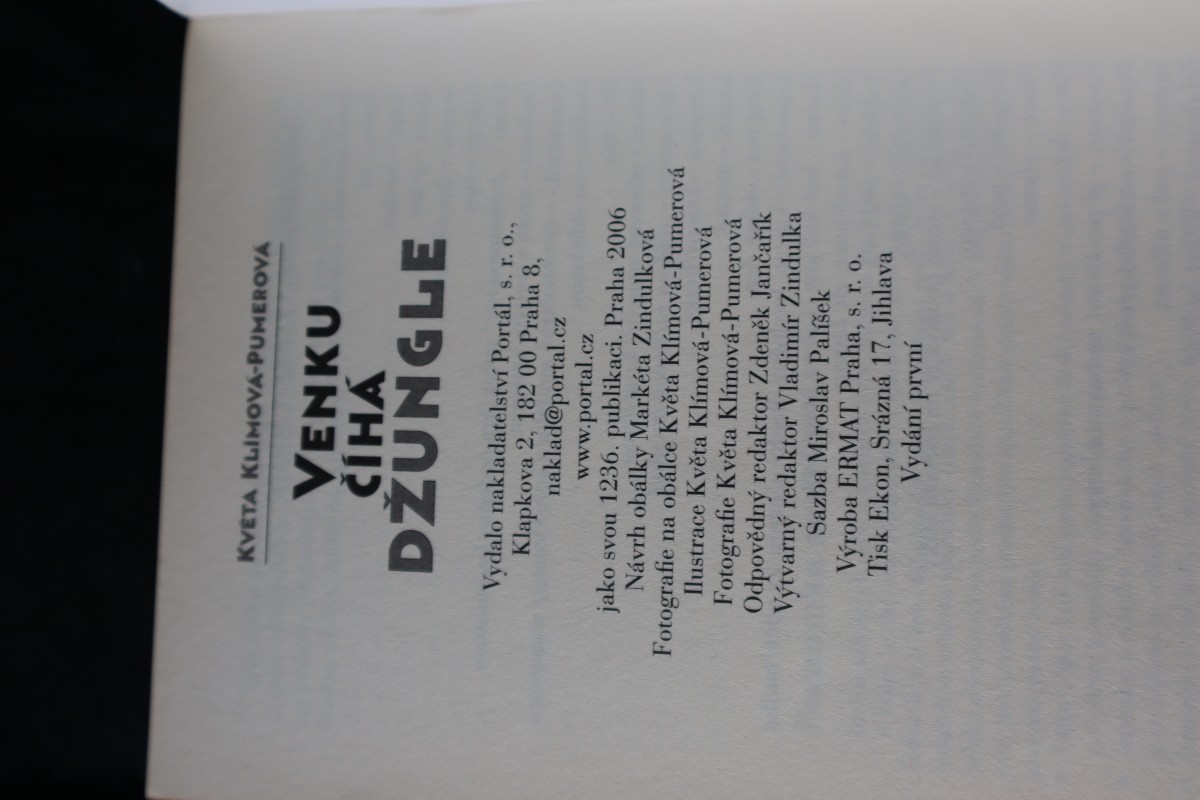 KVĚTA KLÍMOVÁ-PUMEROVÁ
VENKU
ČÍHÁ
DŽUNGLE
Vydalo nakladatelství Portál, s. r. o.,
Klapkova 2, 182 00 Praha 8,
naklad@portal.cz
www.portal.cz
jako svou 1236. publikaci. Praha 2006
Návrh obálky Markéta Zindulková
Fotografie na obálce Květa Klímová-Pumerová
Ilustrace Květa Klímová-Pumerová
Fotografie Květa Klímová-Pumerová
Odpovědný redaktor Zdeněk Jančařík
Výtvarný redaktor Vladimír Zindulka
Sazba Miroslav Palíšek
Výroba ERMAT Praha, s. r. o.
Tisk Ekon, Srázná 17, Jihlava
Vydání první